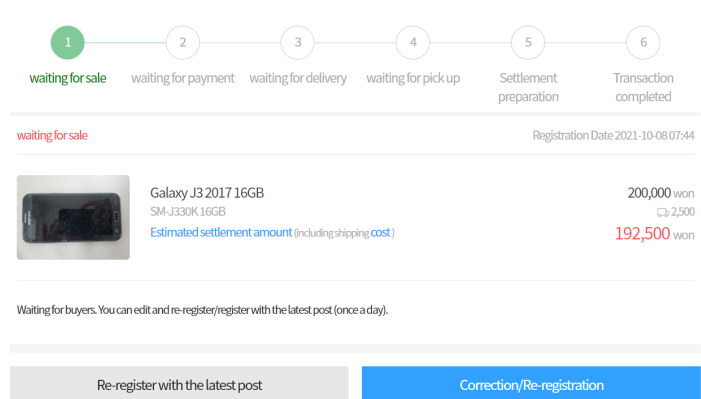 1 2 3 4 5 6
waiting for sale waiting for payment waiting for delivery waiting for pick up Settlement preparation Transaction completed
waiting for sale Registration Date 2021-10-08 07:44
Galaxy J3 2017 16GB 200,000 won
SM-J330K 16GB 2,500
Estimated settlement amount (including shipping cost) 192,500 won
Waiting for buyers. You can edit and re-register/register with the latest post (once a day).
Re-register with the latest post Correction/Re-registration